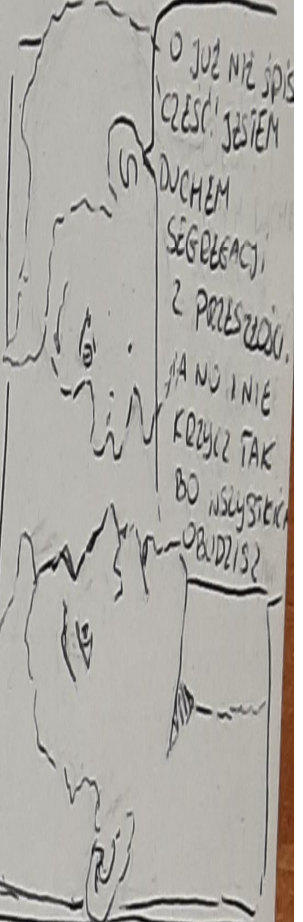 O JUŻ NIE ŚPISZ
CZEŚĆ! JESTEM
DUCHEM
SEGREGACJI
Z PRZESZŁOŚCI.
A NO I NIE
KRZYCZ TAK
BO WSZYSTKICH
OBUDZISZ